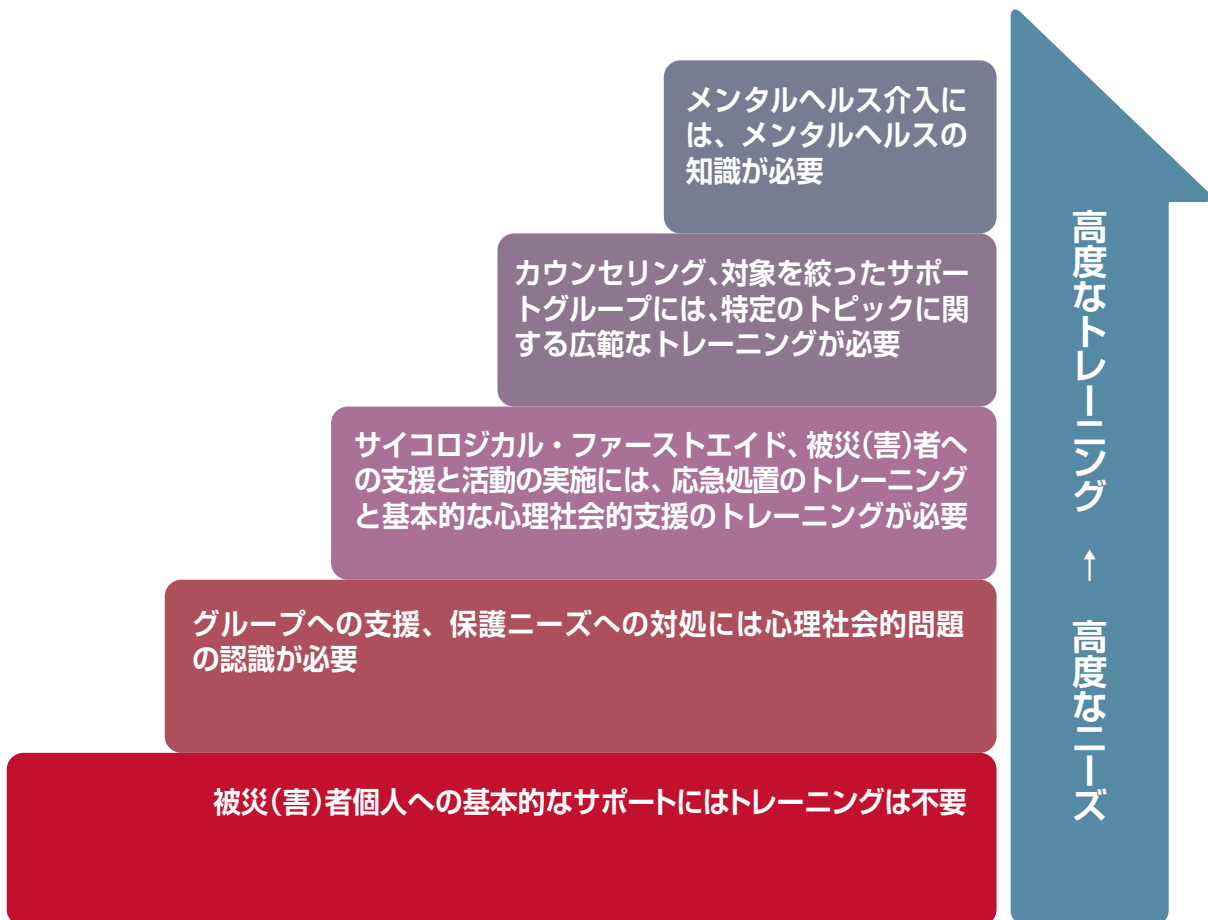 メンタルヘルス介入に
は、メンタルヘルスの
知識が必要
カウンセリング、対象を絞ったサポー
トグループには、特定のトピックに関
する広範なトレーニングが必要
サイコロジカル・ファーストエイド、被災(害)者へ
の支援と活動の実施には、応急処置のトレーニング
と基本的な心理社会的支援のトレーニングが必要
グループへの支援、保護ニーズへの対処には心理社会的問題
の認識が必要
被災(害)者個人への基本的なサポートにはトレーニングは不要
高度なトレーニング ↑ 高度なニーズ